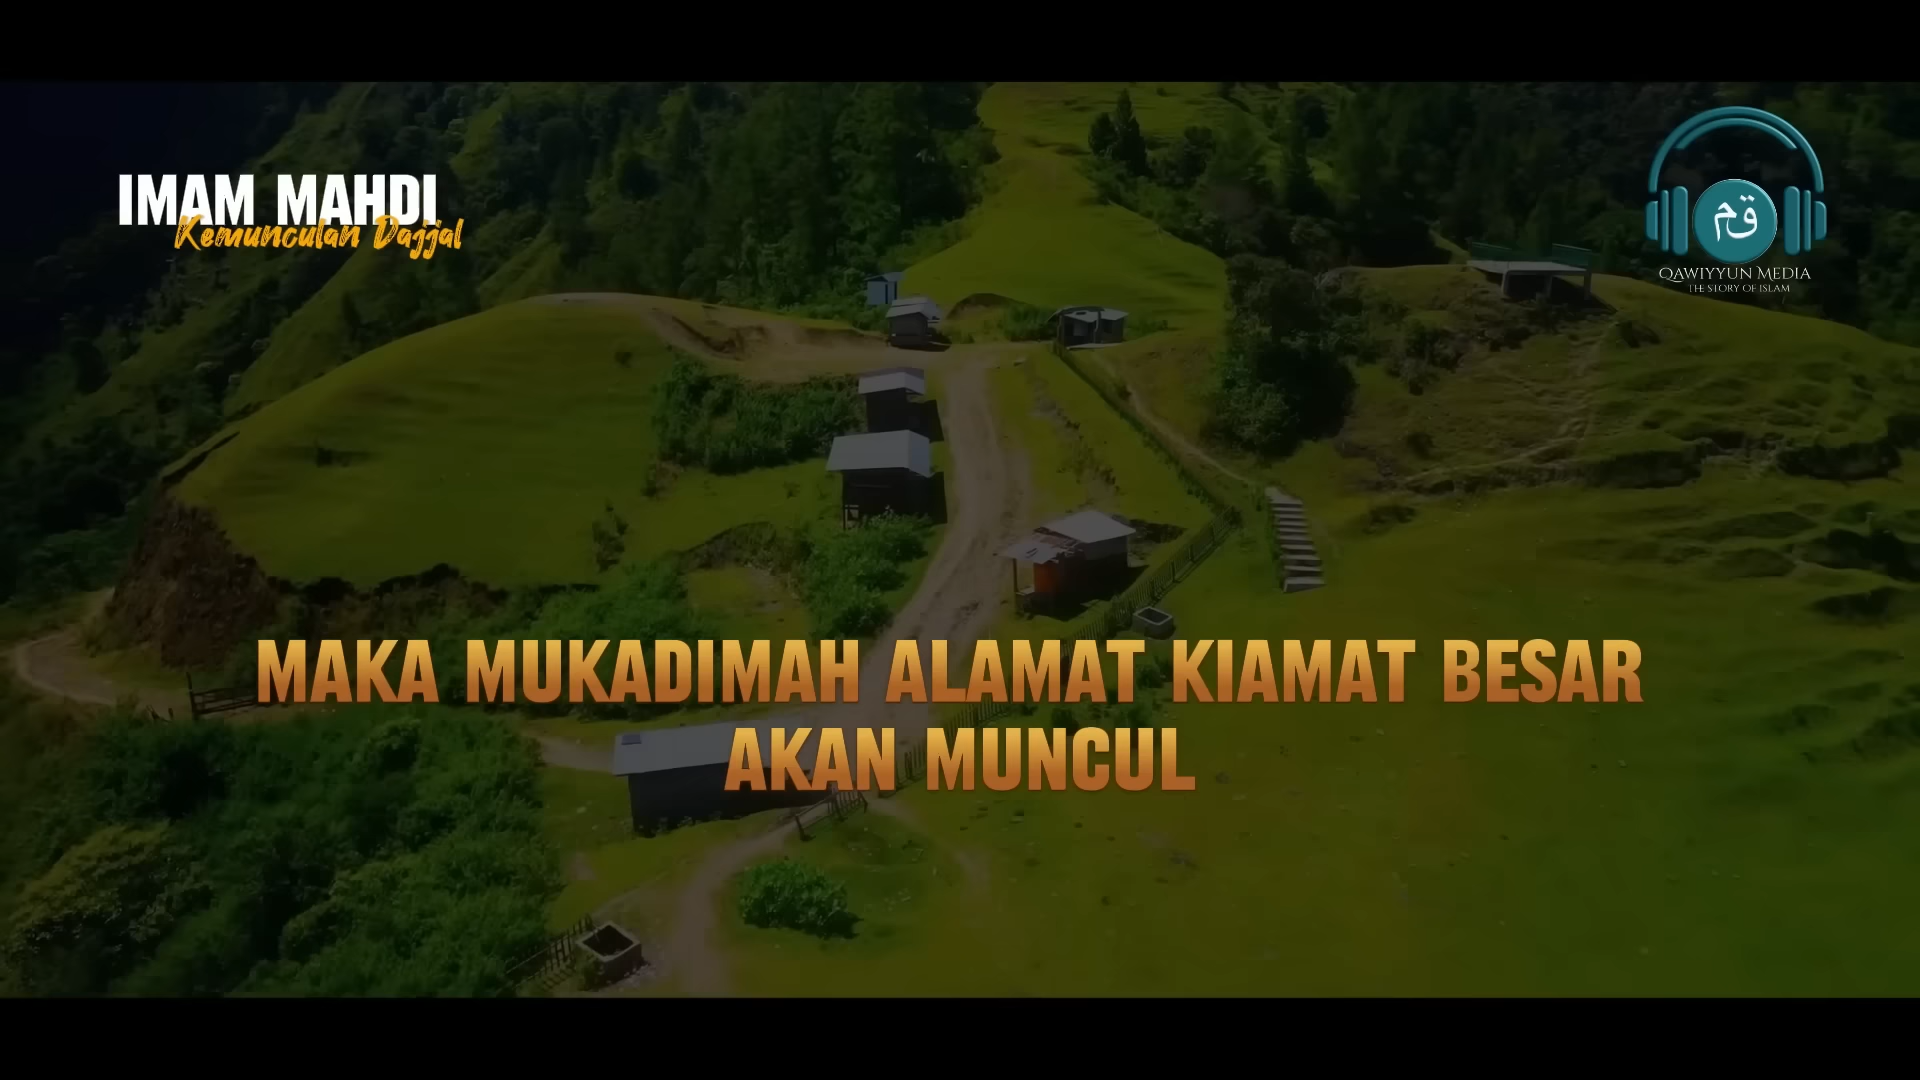 IMAM MAHDI
Kemunculan Dajjal
قم
QAWIYYUN MEDIA
THE STORY OF ISLAM
MAKA MUKADIMAH ALAMAT KIAMAT BESAR
AKAN MUNCUL